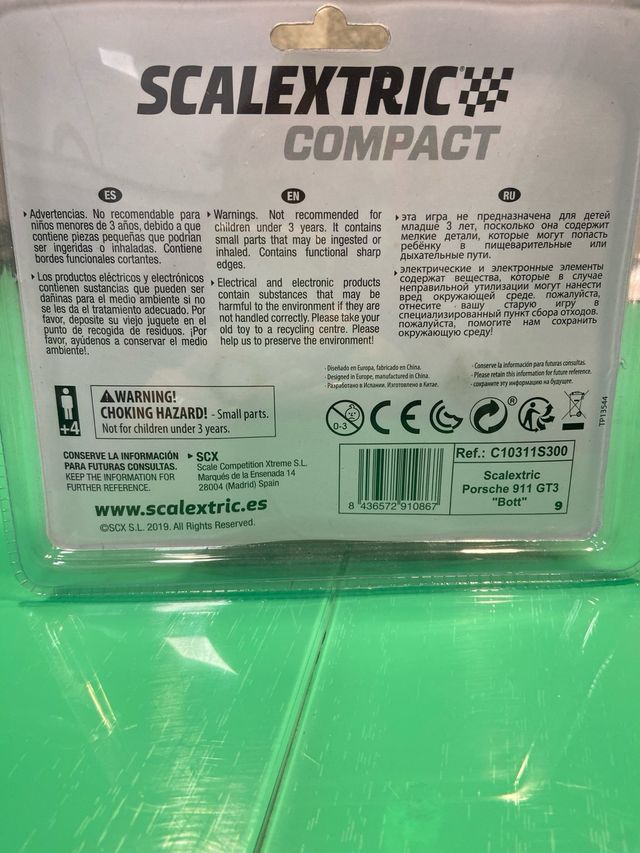 SCALEXTRIC
COMPACT
ES
Advertencias. No recomendable para
niños menores de 3 años, debido a que
contiene piezas pequeñas que podrían
ser ingeridas o inhaladas. Contiene
bordes funcionales cortantes.
Los productos eléctricos y electrónicos
contienen sustancias que pueden ser
dañinas para el medio ambiente si no
se les da el tratamiento adecuado. Por
favor, deposite su viejo juguete en el
punto de recogida de residuos. ¡Por
favor, ayúdenos a conservar el medio
ambiente!.
EN
Warnings. Not recommended for
children under 3 years. It contains
small parts that may be ingested or
inhaled. Contains functional sharp
edges.
Electrical and electronic products
contain substances that may be
harmful to the environment if they are
not handled correctly. Please take your
old toy to a recycling centre. Please
help us to preserve the environment!
RU
эта игра не предназначена для детей
младше 3 лет, поскольку она содержит
мелкие детали, которые могут попасть
ребёнку в пищеварительные или
дыхательные пути.
электрические и электронные элементы
содержат вещества, которые в случае
неправильной утилизации могут нанести
вред окружающей среде. пожалуйста,
отнесите вашу старую игру в
специализированный пункт сбора отходов.
пожалуйста, помогите нам сохранить
окружающую среду!
- Diseñado en Europa, fabricado en China.
- Designed in Europe, manufactured in China.
- Разработано в Испании. Изготовлено в Китае.
- Conserve la información para futuras consultas.
- Please retain this information for future reference.
- сохраните эту информацию на будущее.
+4
WARNING!
CHOKING HAZARD! - Small parts.
Not for children under 3 years.
0-3
CE
®
TP13544
CONSERVE LA INFORMACIÓN
PARA FUTURAS CONSULTAS.
KEEP THE INFORMATION FOR
FURTHER REFERENCE.
SCX
Scale Competition Xtreme S.L.
Marqués de la Ensenada 14
28004 (Madrid) Spain
www.scalextric.es
©SCX S.L. 2019. All Rights Reserved.
8 436572 910867
Ref.: C10311S300
Scalextric
Porsche 911 GT3
"Bott"
9